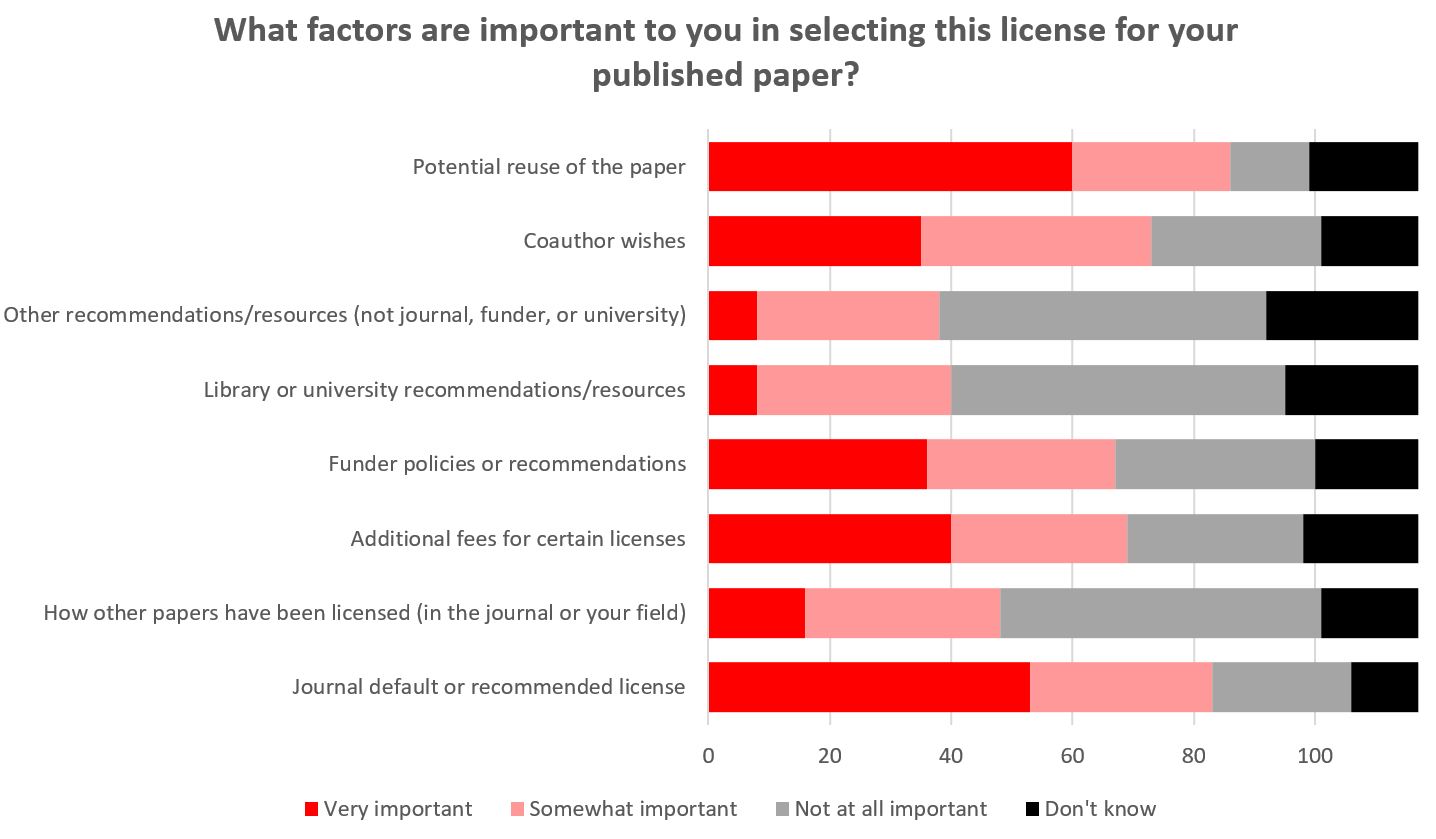 What factors are important to you in selecting this license for your
published paper?
Potential reuse of the paper
Coauthor wishes
Other recommendations/resources (not journal, funder, or university)
Library or university recommendations/resources
Funder policies or recommendations
Additional fees for certain licenses
How other papers have been licensed (in the journal or your field)
Journal default or recommended license
0 20 40 60 80 100
Very important Somewhat important Not at all important Don't know